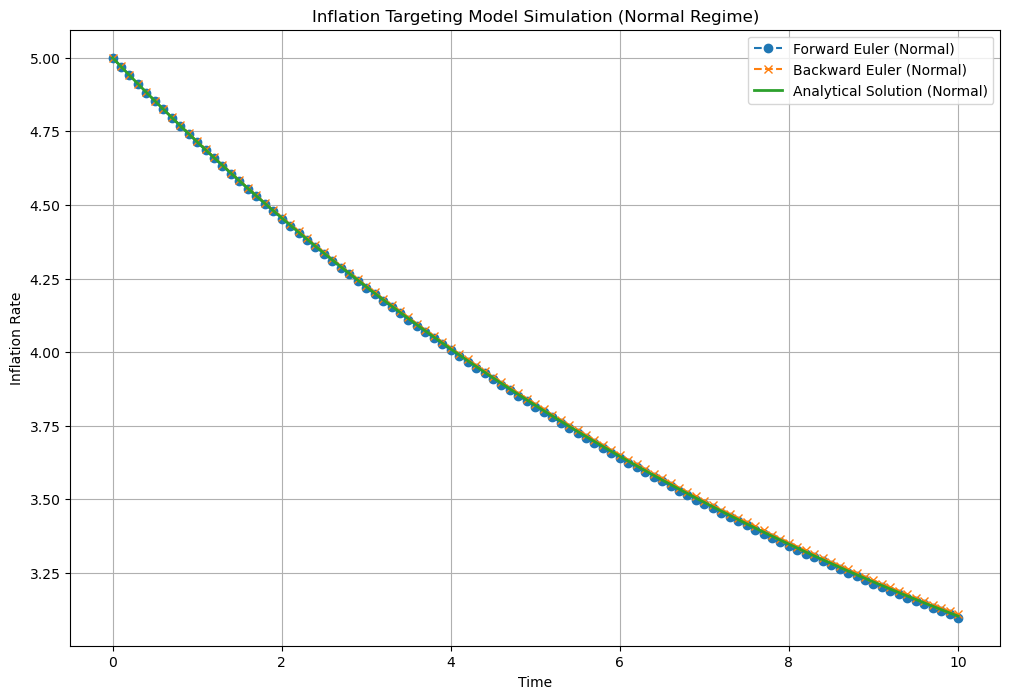 Inflation Targeting Model Simulation (Normal Regime)
Forward Euler (Normal)
Backward Euler (Normal)
Analytical Solution (Normal)
5.00
4.75
4.50
4.25
4.00
3.75
3.50
3.25
Inflation Rate
0 2 4 6 8 10
Time